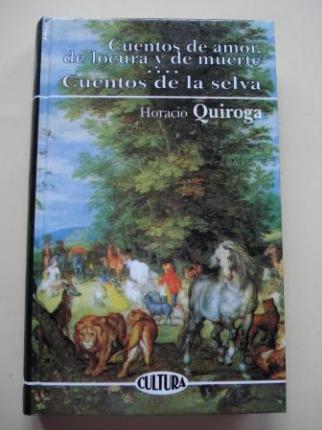 Cuentos de amor,
de locura y de muerte
• • • •
Cuentos de la selva
Horacio Quiroga
CULTURA